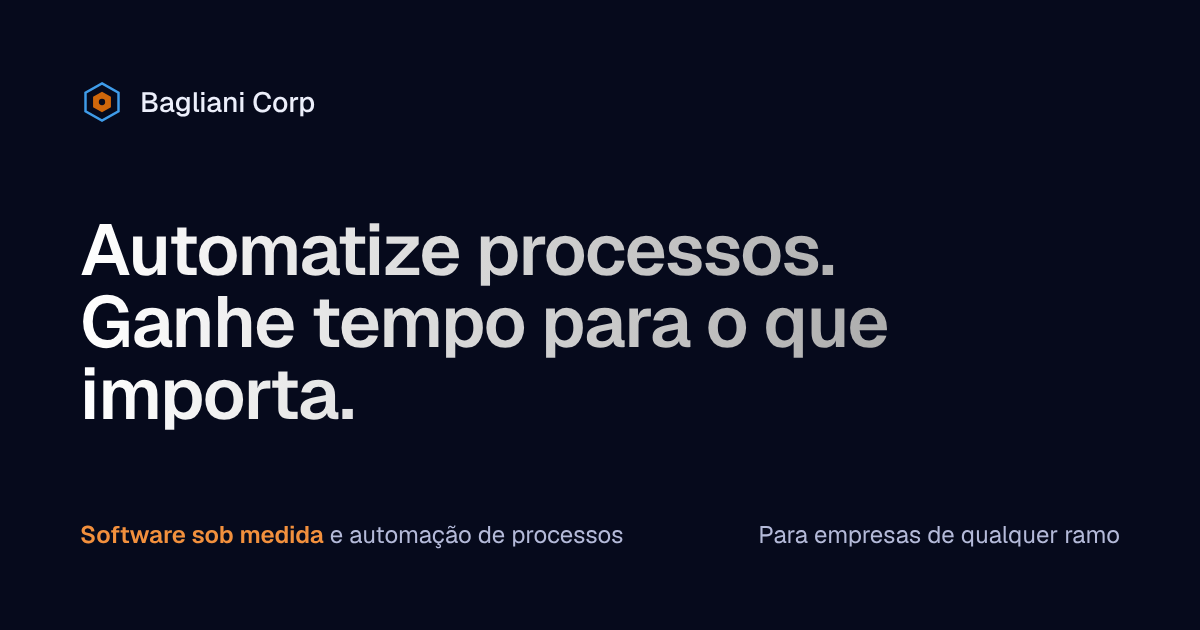 Bagliani Corp
Automatize processos.
Ganhe tempo para o que
importa.
Software sob medida e automação de processos
Para empresas de qualquer ramo